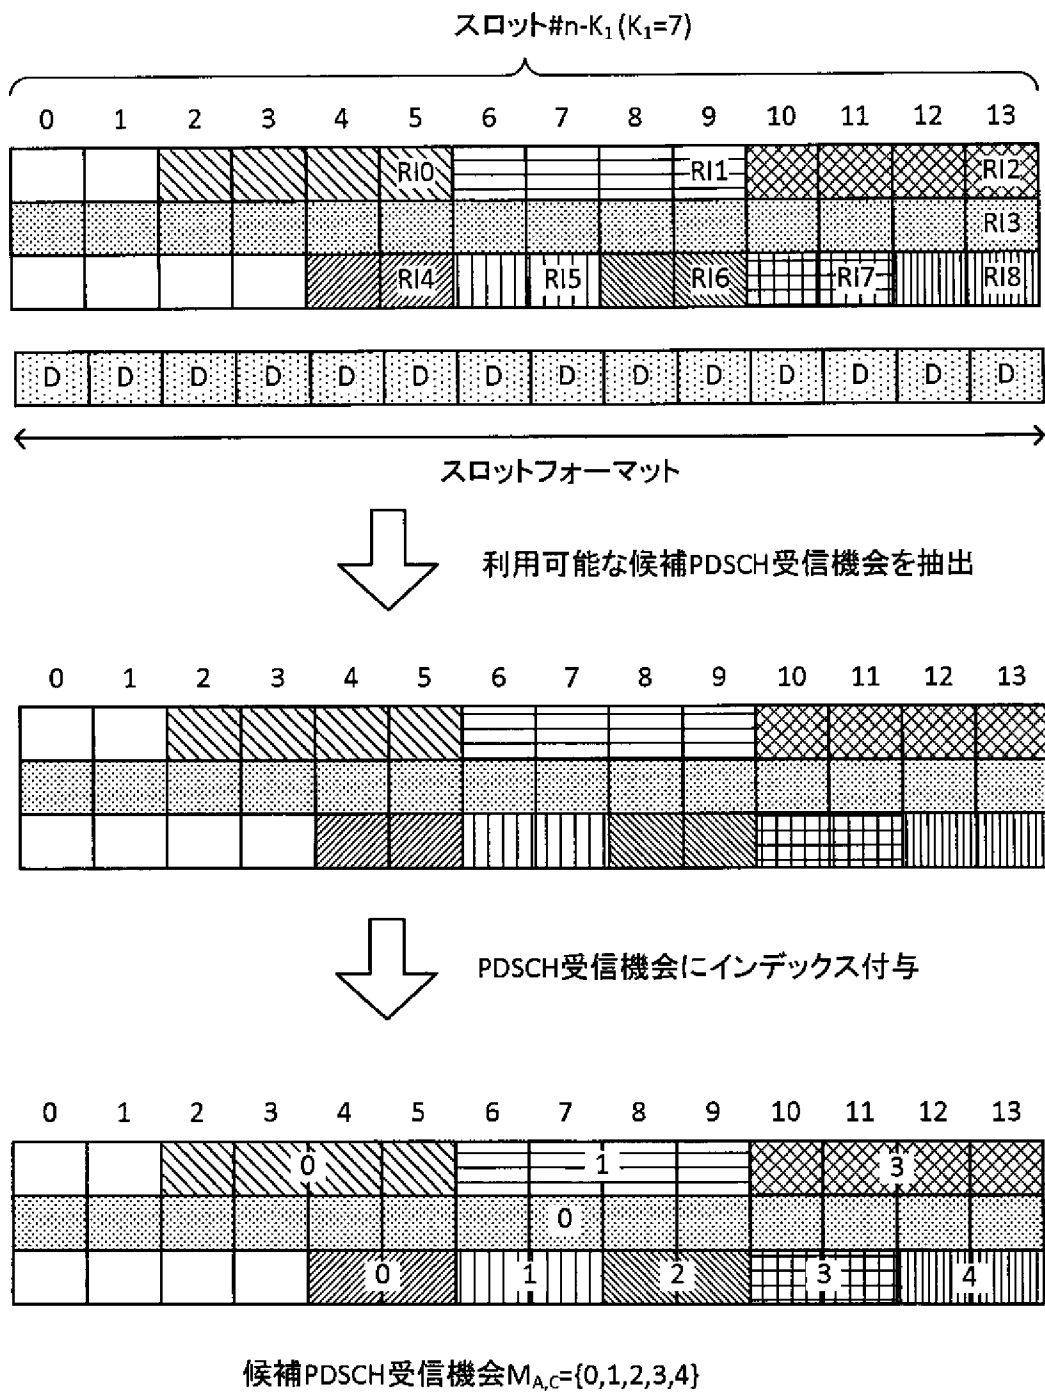 スロット#n-K₁(K₁=7)
0 1 2 3 4 5 6 7 8 9 10 11 12 13
RI0 RI1 RI2
RI3
RI4 RI5 RI6 RI7 RI8
D D D D D D D D D D D D D D
スロットフォーマット
利用可能な候補PDSCH受信機会を抽出
0 1 2 3 4 5 6 7 8 9 10 11 12 13
PDSCH受信機会にインデックス付与
0 1 2 3 4 5 6 7 8 9 10 11 12 13
0 1 3
0
0 1 2 3 4
候補PDSCH受信機会M_A,C={0,1,2,3,4}